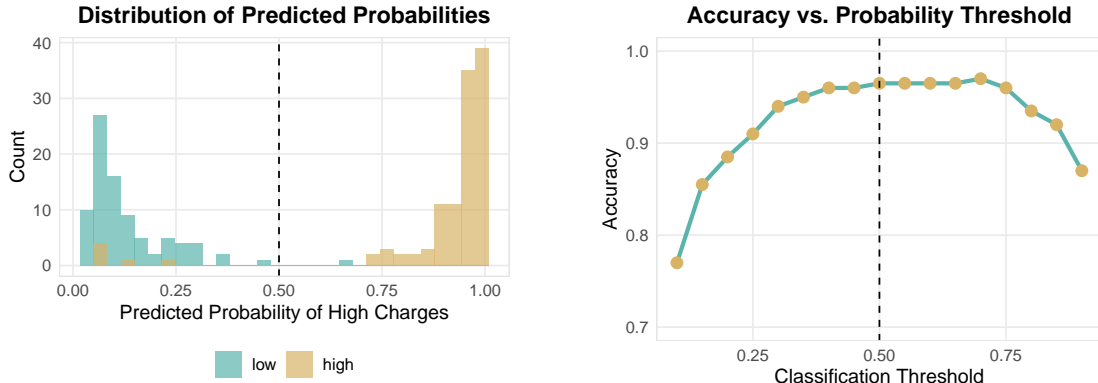 Distribution of Predicted Probabilities
40
30
20
10
0
Count
0.00 0.25 0.50 0.75 1.00
Predicted Probability of High Charges
low high
Accuracy vs. Probability Threshold
1.0
0.9
0.8
0.7
Accuracy
0.25 0.50 0.75
Classification Threshold